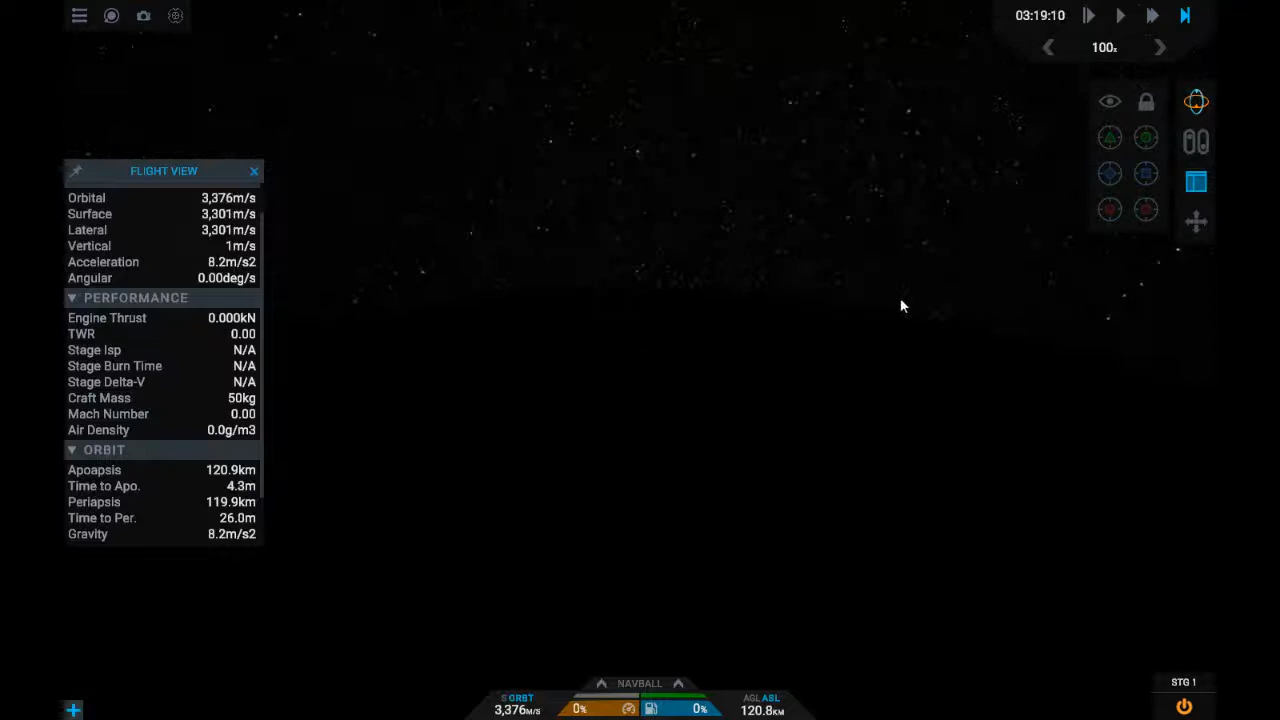 03:19:10
100x
FLIGHT VIEW
Orbital 3,376m/s
Surface 3,301m/s
Lateral 3,301m/s
Vertical 1m/s
Acceleration 8.2m/s2
Angular 0.00deg/s
PERFORMANCE
Engine Thrust 0.000kN
TWR 0.00
Stage Isp N/A
Stage Burn Time N/A
Stage Delta-V N/A
Craft Mass 50kg
Mach Number 0.00
Air Density 0.0g/m3
ORBIT
Apoapsis 120.9km
Time to Apo. 4.3m
Periapsis 119.9km
Time to Per. 26.0m
Gravity 8.2m/s2
NAVBALL
S ORBT
3,376M/S
0%
0%
AGL ASL
120.8KM
STG 1